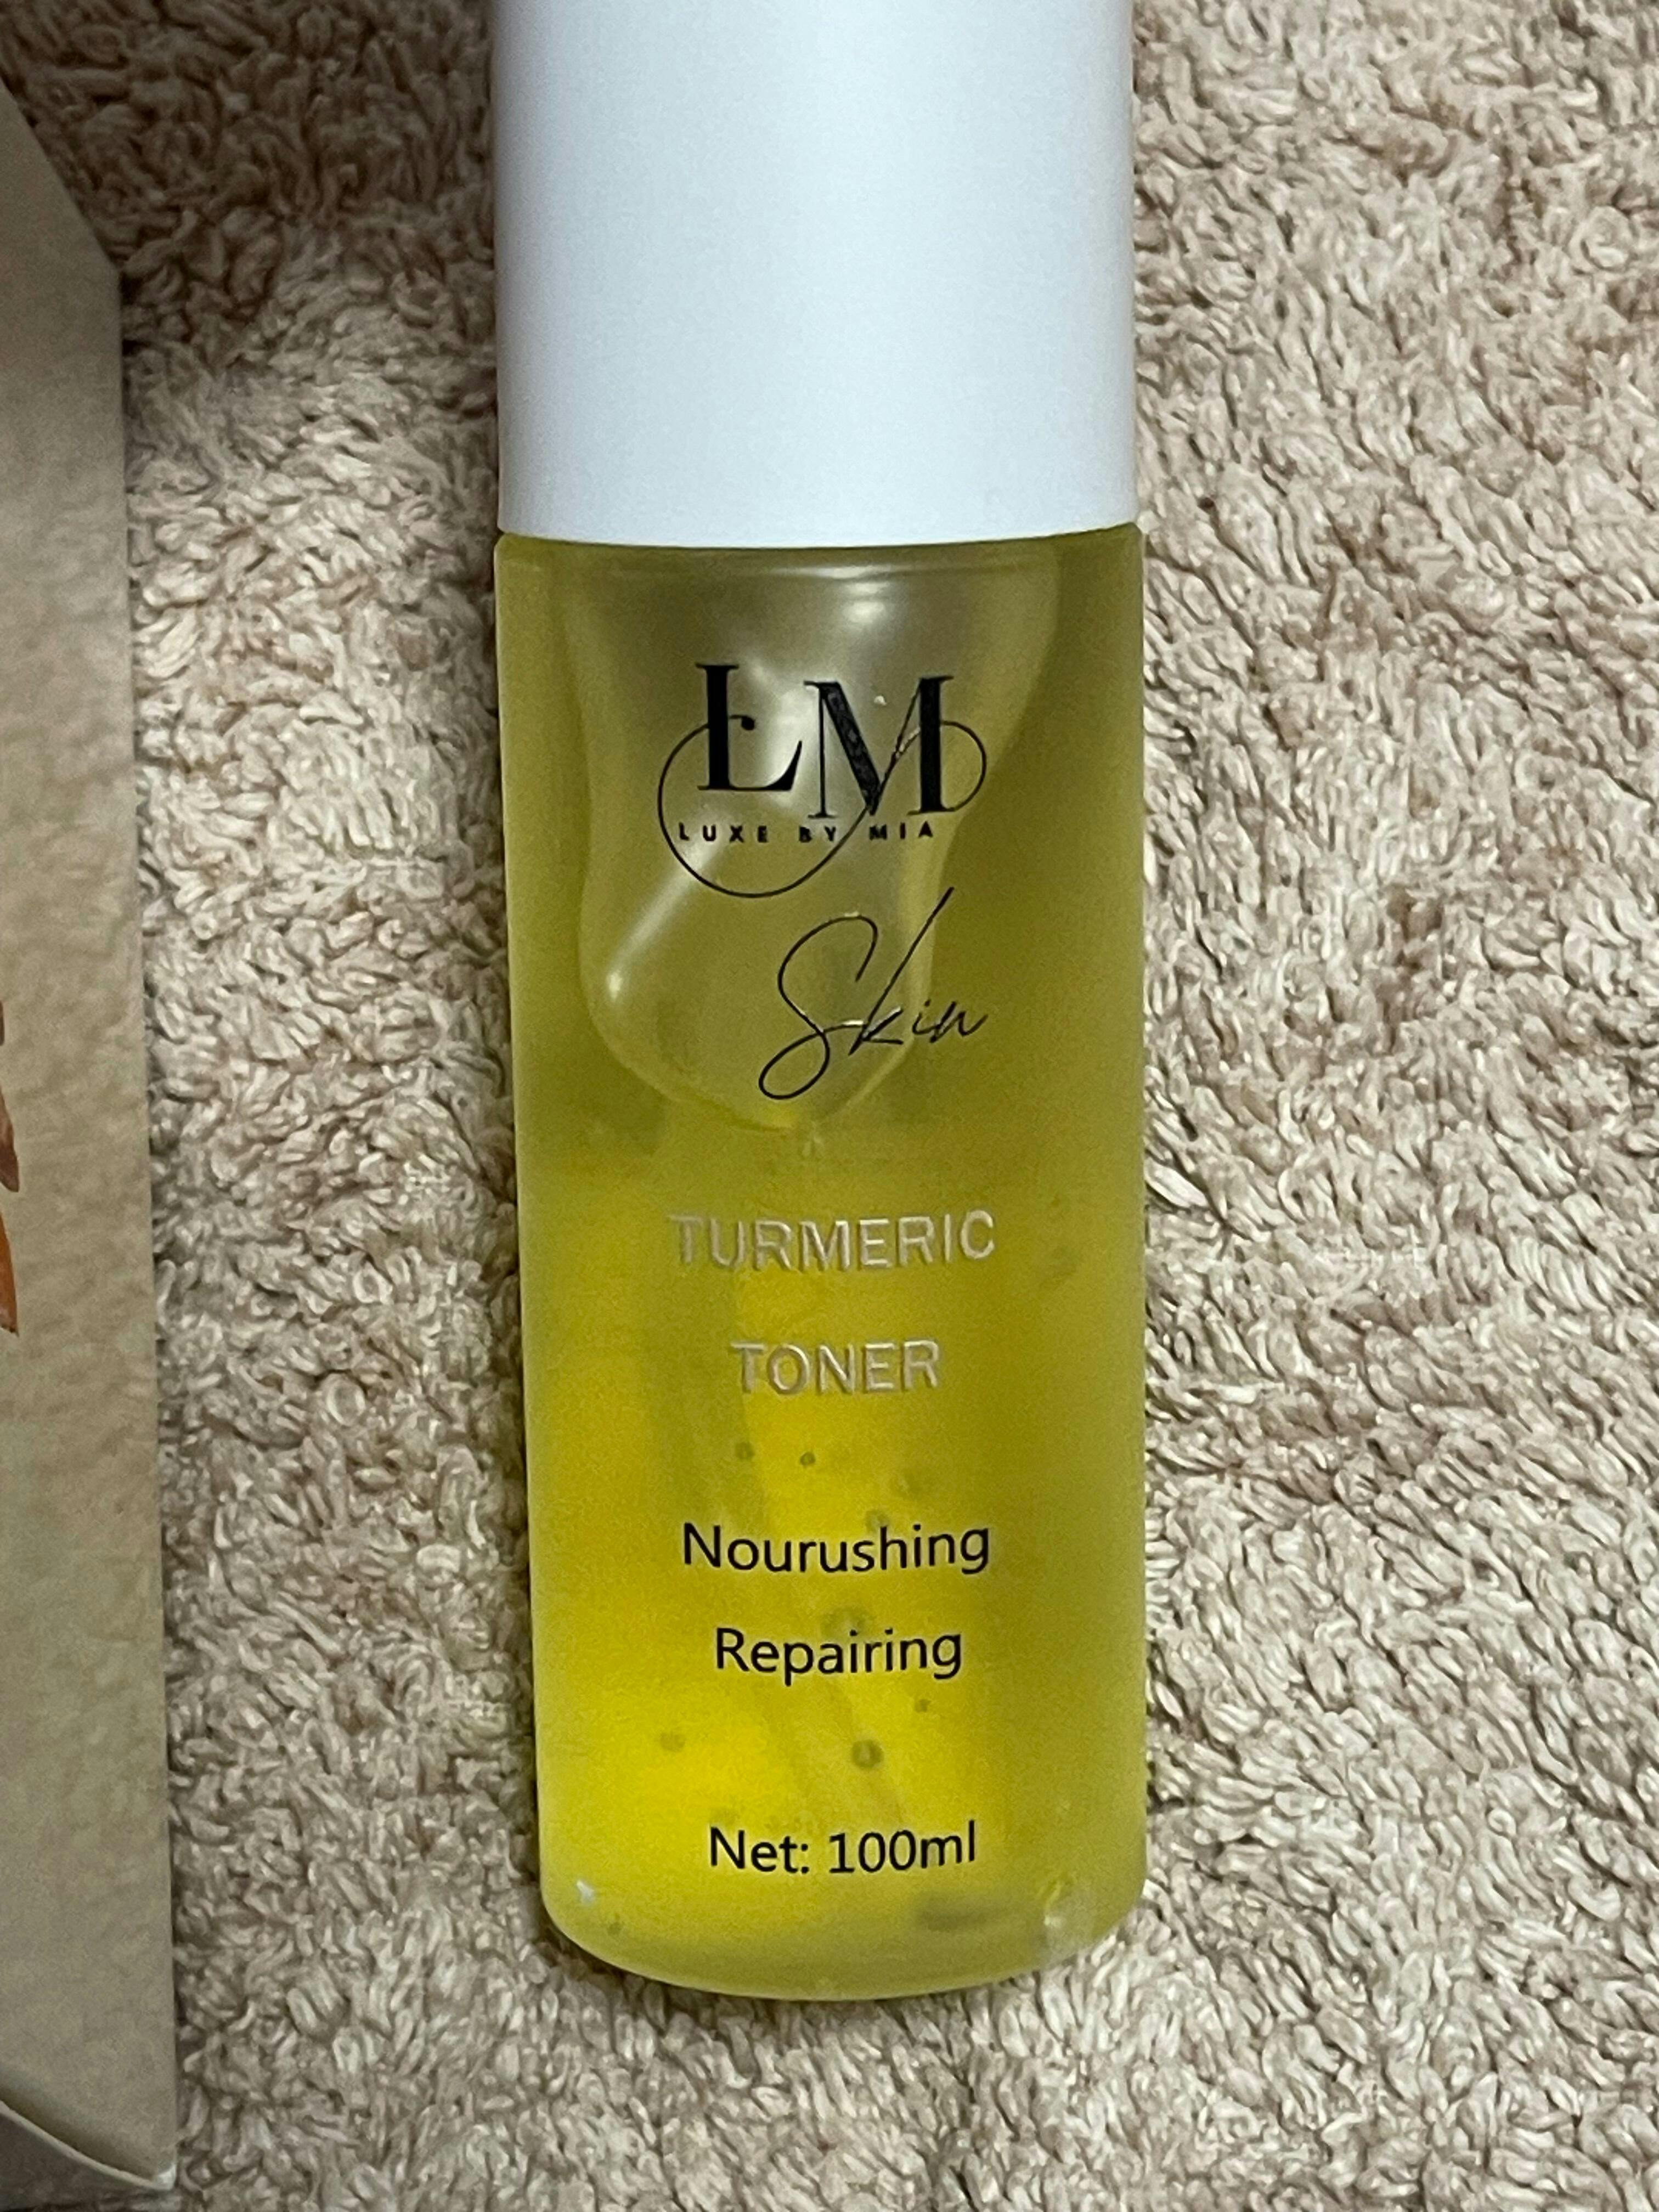 LM
LUXE BY MIA
Skin
TURMERIC
TONER
Nourushing
Repairing
Net: 100ml